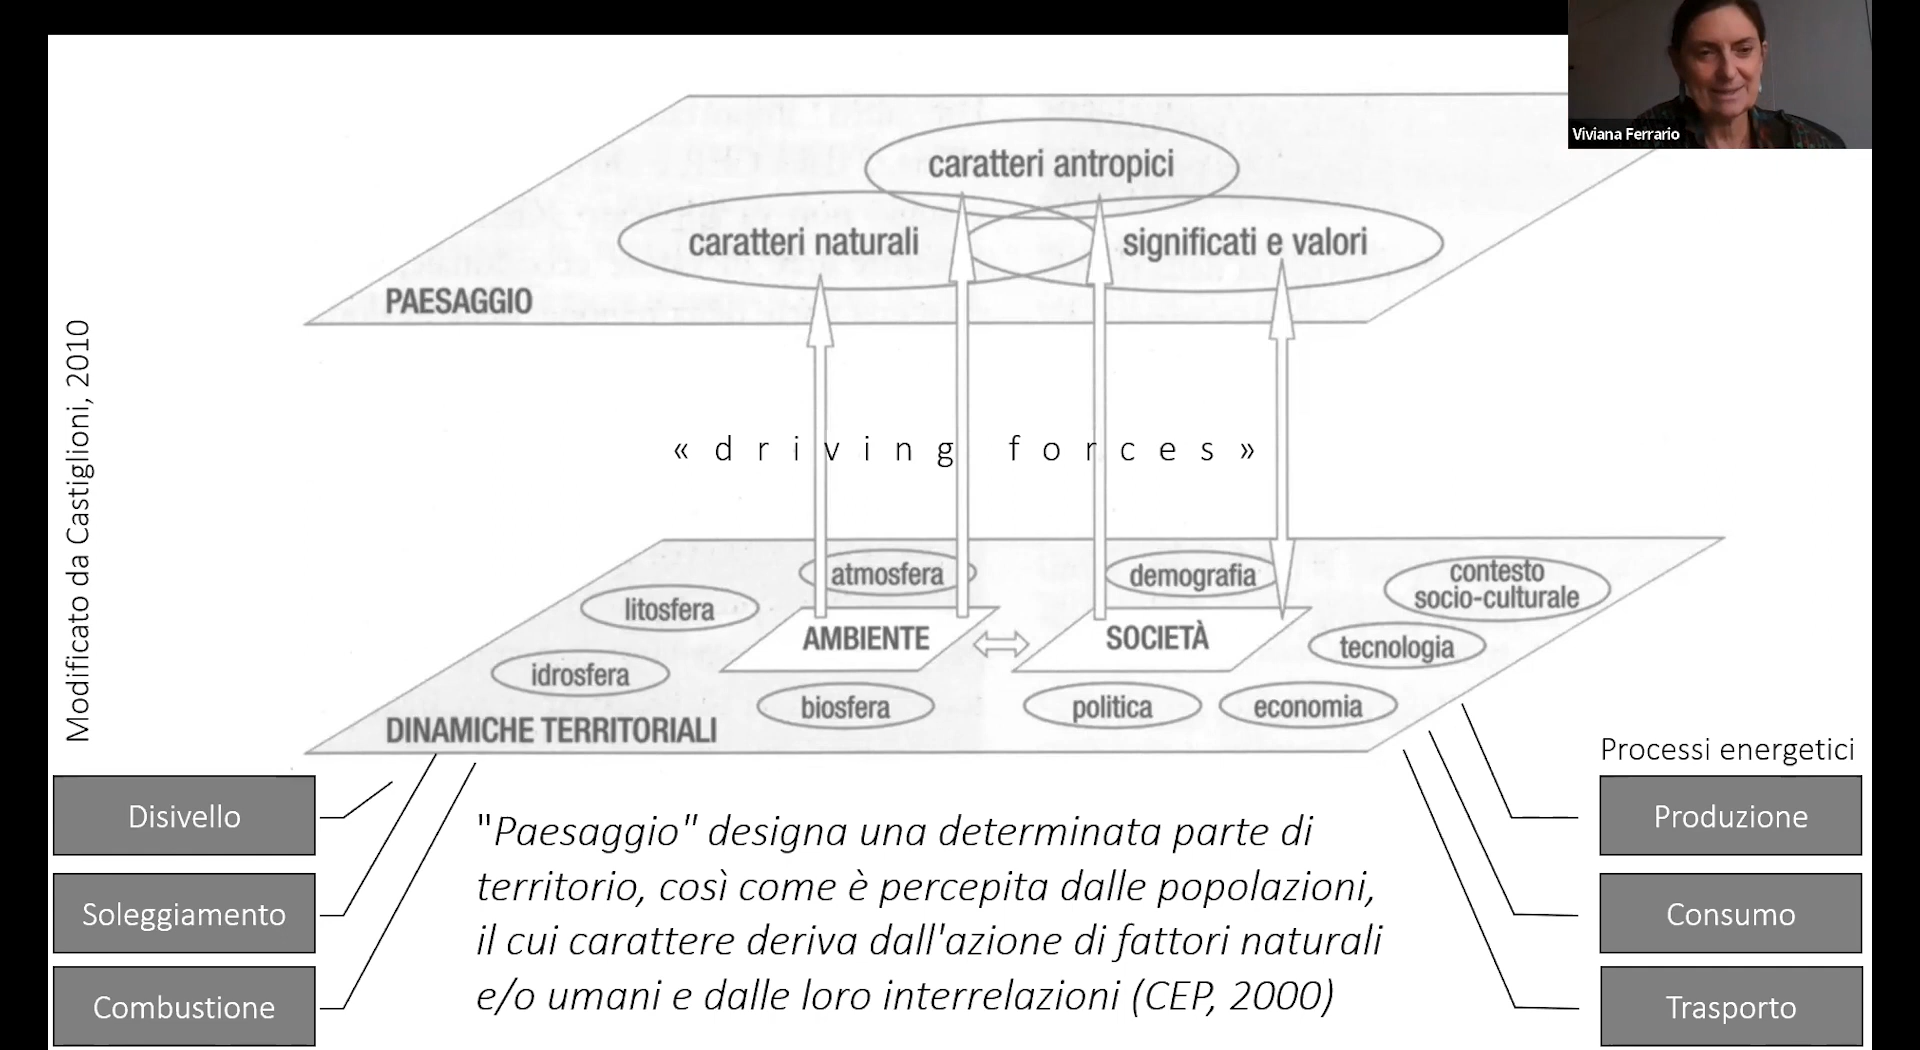 Viviana Ferrario
caratteri antropici
caratteri naturali
significati e valori
PAESAGGIO
Modificato da Castiglioni, 2010
« driving forces »
atmosfera
demografia
contesto
socio-culturale
litosfera
AMBIENTE
SOCIETÀ
tecnologia
idrosfera
biosfera
politica
economia
DINAMICHE TERRITORIALI
Processi energetici
Disivello
Soleggiamento
Combustione
"Paesaggio" designa una determinata parte di
territorio, così come è percepita dalle popolazioni,
il cui carattere deriva dall'azione di fattori naturali
e/o umani e dalle loro interrelazioni (CEP, 2000)
Produzione
Consumo
Trasporto